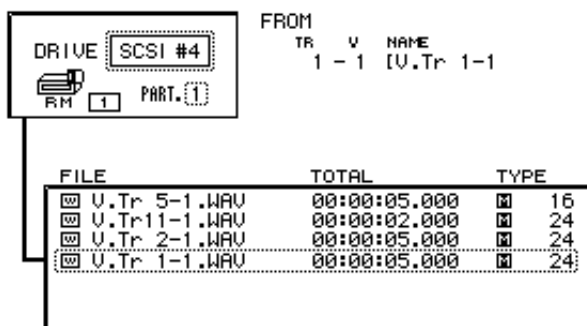 FROM
TR V NAME
1 - 1 [V.Tr 1-1
DRIVE SCSI #4
RM 1 PART. 1
FILE TOTAL TYPE
W V.Tr 5-1.WAV 00:00:05.000 M 16
W V.Tr11-1.WAV 00:00:02.000 M 24
W V.Tr 2-1.WAV 00:00:05.000 M 24
W V.Tr 1-1.WAV 00:00:05.000 M 24